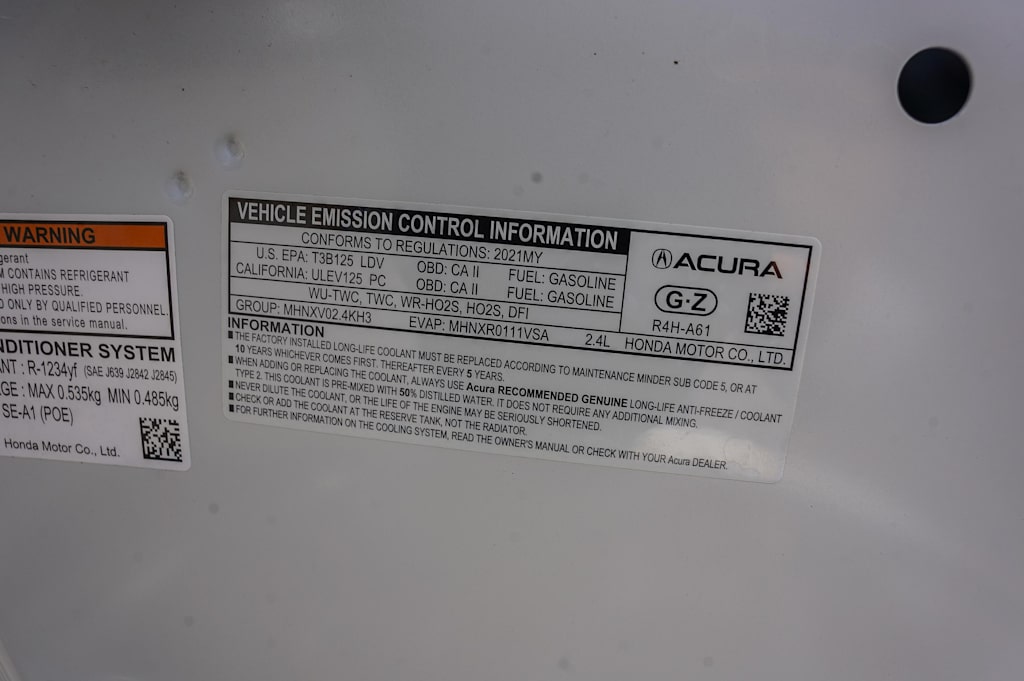 WARNING
gerant
M CONTAINS REFRIGERANT
HIGH PRESSURE.
D ONLY BY QUALIFIED PERSONNEL.
ons in the service manual.
NDITIONER SYSTEM
ANT : R-1234yf (SAE J639 J2842 J2845)
GE : MAX 0.535kg MIN 0.485kg
SE-A1 (POE)
Honda Motor Co., Ltd.
VEHICLE EMISSION CONTROL INFORMATION
CONFORMS TO REGULATIONS: 2021MY
U.S. EPA: T3B125 LDV OBD: CA II FUEL: GASOLINE
CALIFORNIA: ULEV125 PC OBD: CA II FUEL: GASOLINE
WU-TWC, TWC, WR-HO2S, HO2S, DFI
GROUP: MHNXV02.4KH3 EVAP: MHNXR0111VSA 2.4L HONDA MOTOR CO., LTD.
ACURA
G·Z
R4H-A61
INFORMATION
THE FACTORY INSTALLED LONG-LIFE COOLANT MUST BE REPLACED ACCORDING TO MAINTENANCE MINDER SUB CODE 5, OR AT
10 YEARS WHICHEVER COMES FIRST. THEREAFTER EVERY 5 YEARS.
WHEN ADDING OR REPLACING THE COOLANT, ALWAYS USE Acura RECOMMENDED GENUINE LONG-LIFE ANTI-FREEZE / COOLANT
TYPE 2. THIS COOLANT IS PRE-MIXED WITH 50% DISTILLED WATER. IT DOES NOT REQUIRE ANY ADDITIONAL MIXING.
NEVER DILUTE THE COOLANT, OR THE LIFE OF THE ENGINE MAY BE SERIOUSLY SHORTENED.
CHECK OR ADD THE COOLANT AT THE RESERVE TANK, NOT THE RADIATOR.
FOR FURTHER INFORMATION ON THE COOLING SYSTEM, READ THE OWNER'S MANUAL OR CHECK WITH YOUR Acura DEALER.